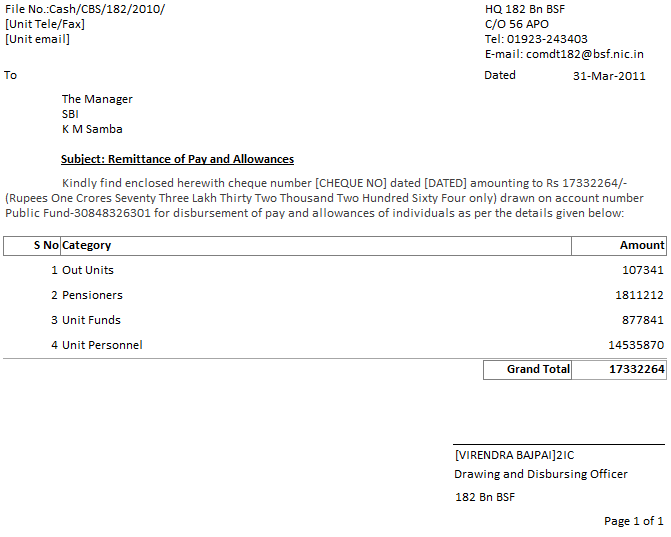 File No.:Cash/CBS/182/2010/
HQ 182 Bn BSF
[Unit Tele/Fax]
C/O 56 APO
[Unit email]
Tel: 01923-243403
E-mail: comdt182@bsf.nic.in
To
Dated 31-Mar-2011
The Manager
SBI
K M Samba
Subject: Remittance of Pay and Allowances
Kindly find enclosed herewith cheque number [CHEQUE NO] dated [DATED] amounting to Rs 17332264/-
(Rupees One Crores Seventy Three Lakh Thirty Two Thousand Two Hundred Sixty Four only) drawn on account number
Public Fund-30848326301 for disbursement of pay and allowances of individuals as per the details given below:
S No Category Amount
1 Out Units 107341
2 Pensioners 1811212
3 Unit Funds 877841
4 Unit Personnel 14535870
Grand Total 17332264
[VIRENDRA BAJPAI]2IC
Drawing and Disbursing Officer
182 Bn BSF
Page 1 of 1